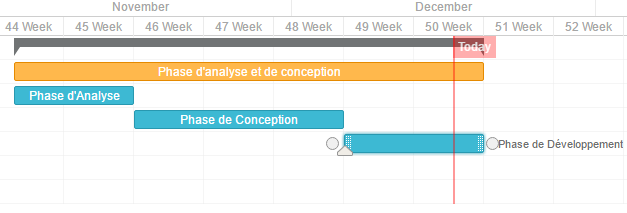 November December
44 Week 45 Week 46 Week 47 Week 48 Week 49 Week 50 Week 51 Week 52 Week
Today
Phase d'analyse et de conception
Phase d'Analyse
Phase de Conception
Phase de Développement